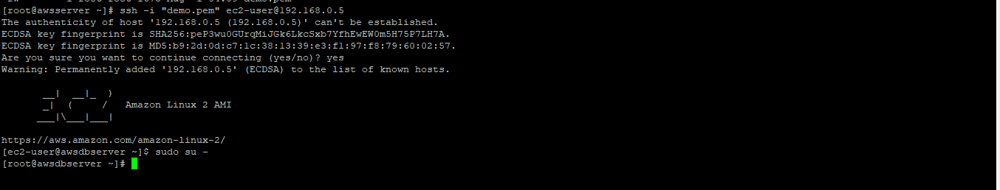 [root@awsserver ~]# ssh -i "demo.pem" ec2-user@192.168.0.5
The authenticity of host '192.168.0.5 (192.168.0.5)' can't be established.
ECDSA key fingerprint is SHA256:peP3wu0GUrqMiJGk6LkcSxb7YfhEwEW0m5H75P7LH7A.
ECDSA key fingerprint is MD5:b9:2d:0d:c7:1c:38:13:39:e3:f1:97:f8:79:60:02:57.
Are you sure you want to continue connecting (yes/no)? yes
Warning: Permanently added '192.168.0.5' (ECDSA) to the list of known hosts.
__|  __|_  )
_|  (     /   Amazon Linux 2 AMI
___|\___|___|
https://aws.amazon.com/amazon-linux-2/
[ec2-user@awsdbserver ~]$ sudo su -
[root@awsdbserver ~]#